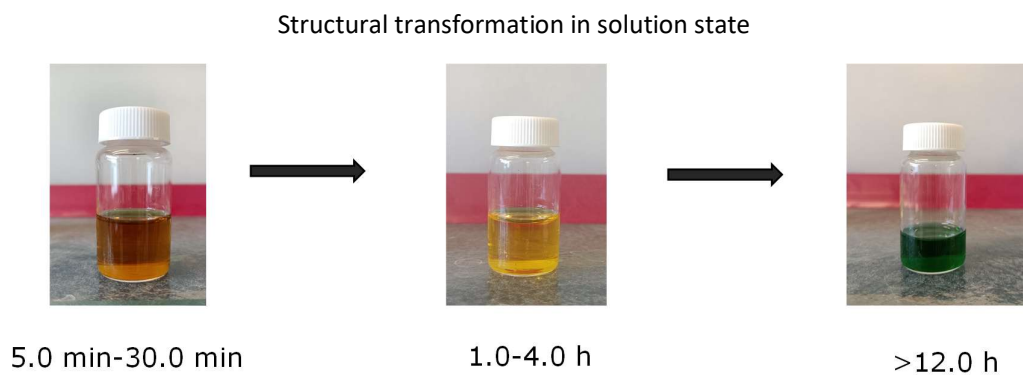 Structural transformation in solution state
5.0 min-30.0 min
1.0-4.0 h
>12.0 h